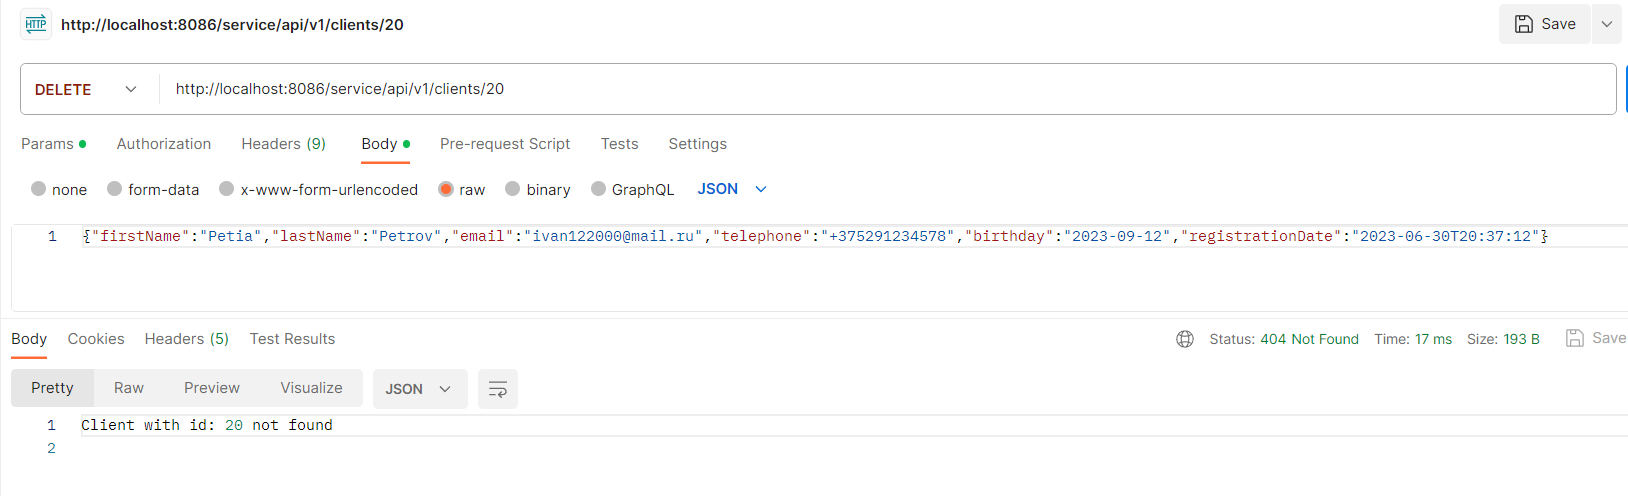 HTTP http://localhost:8086/service/api/v1/clients/20 Save
DELETE http://localhost:8086/service/api/v1/clients/20
Params Authorization Headers (9) Body Pre-request Script Tests Settings
none form-data x-www-form-urlencoded raw binary GraphQL JSON
1 {"firstName":"Petia","lastName":"Petrov","email":"ivan122000@mail.ru","telephone":"+375291234578","birthday":"2023-09-12","registrationDate":"2023-06-30T20:37:12"}
Body Cookies Headers (5) Test Results Status: 404 Not Found Time: 17 ms Size: 193 B Save
Pretty Raw Preview Visualize JSON
1 Client with id: 20 not found
2